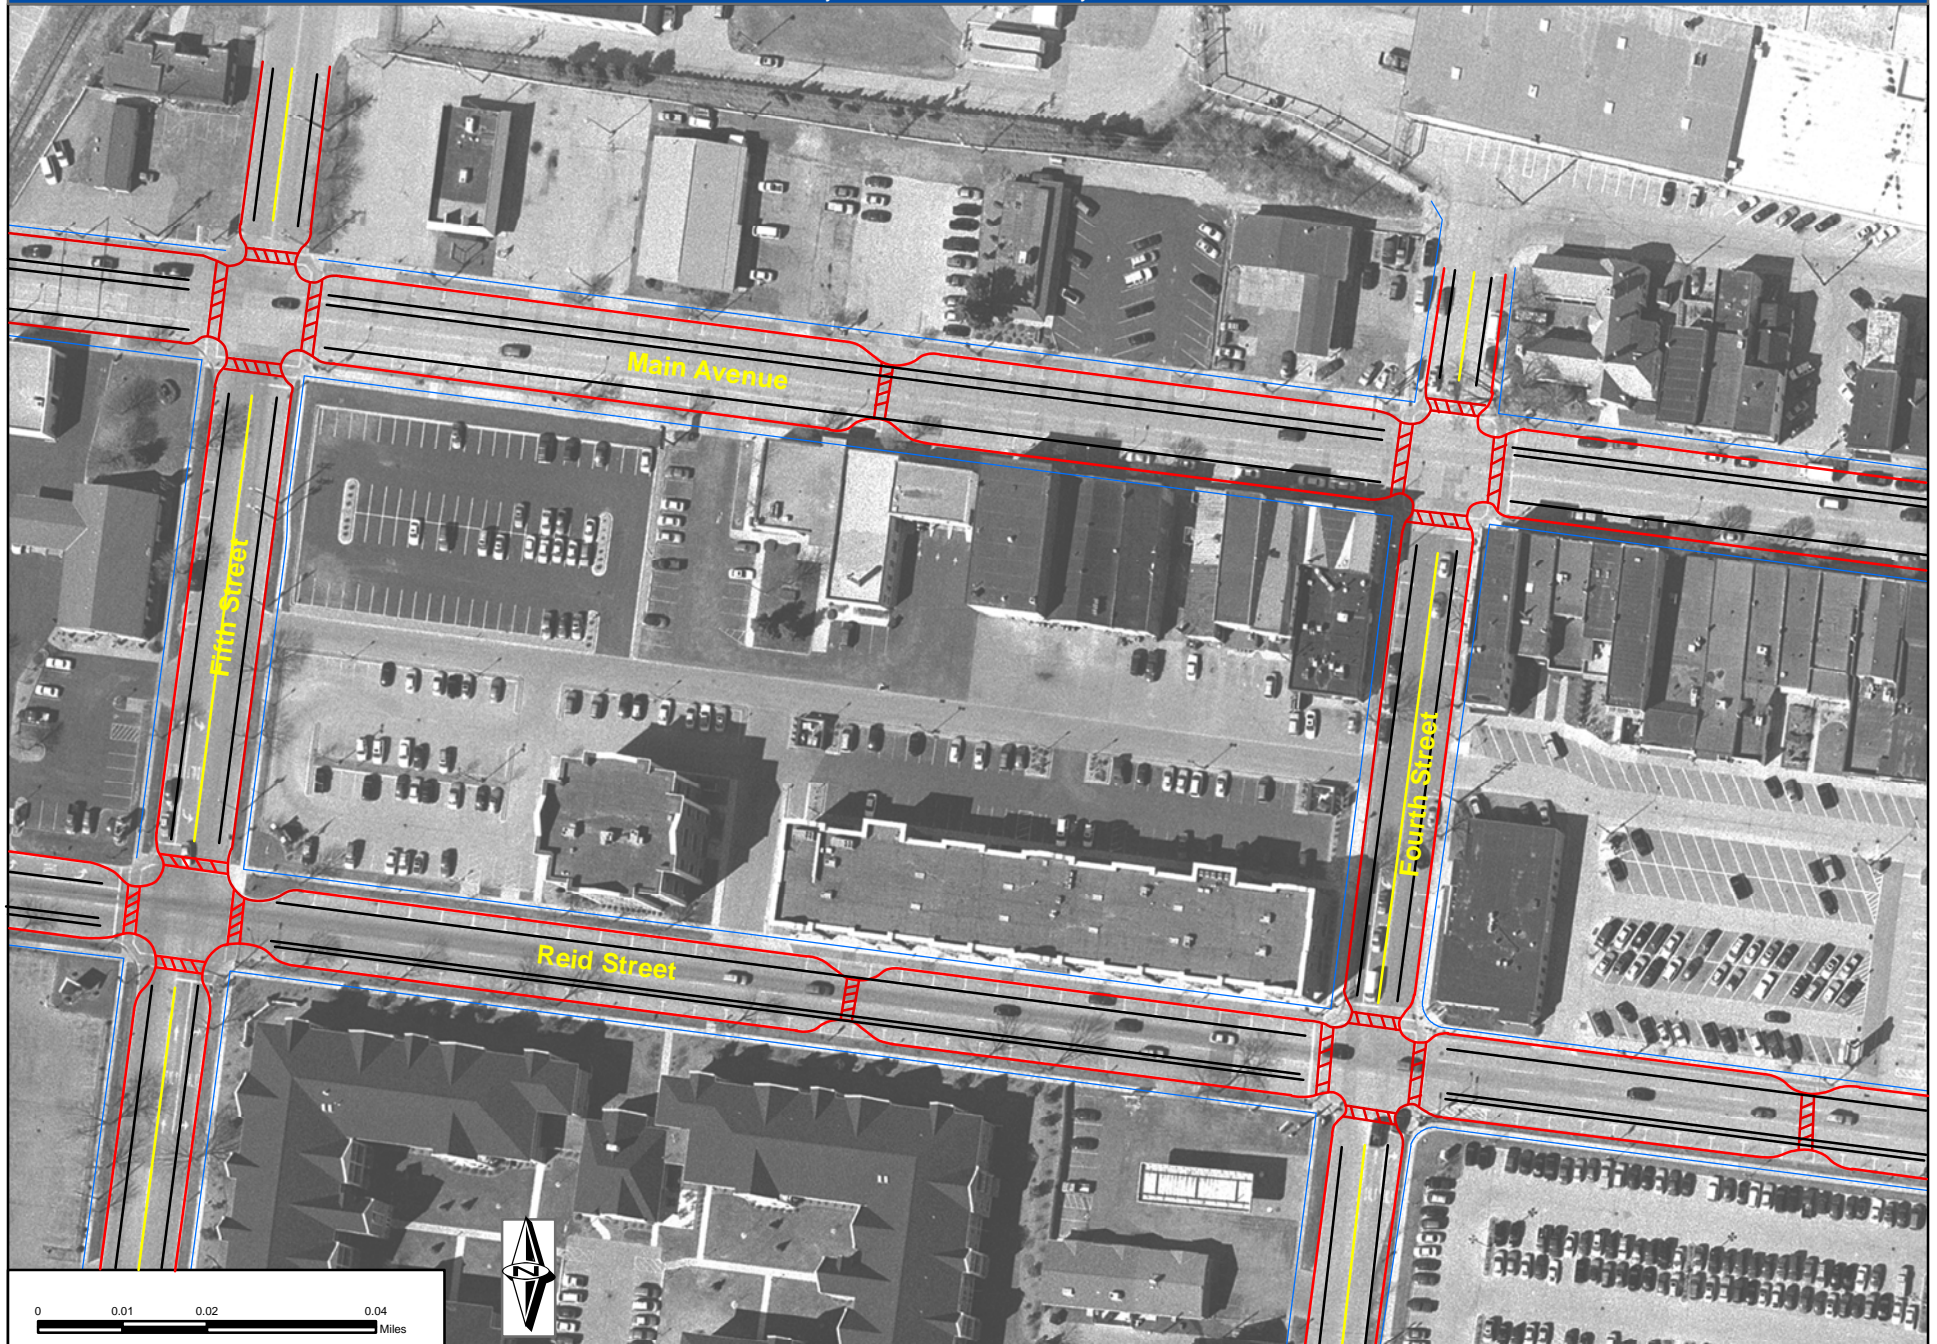 Main Avenue
Fifth Street
Fourth Street
Reid Street
N
0 0.01 0.02 0.04
Miles